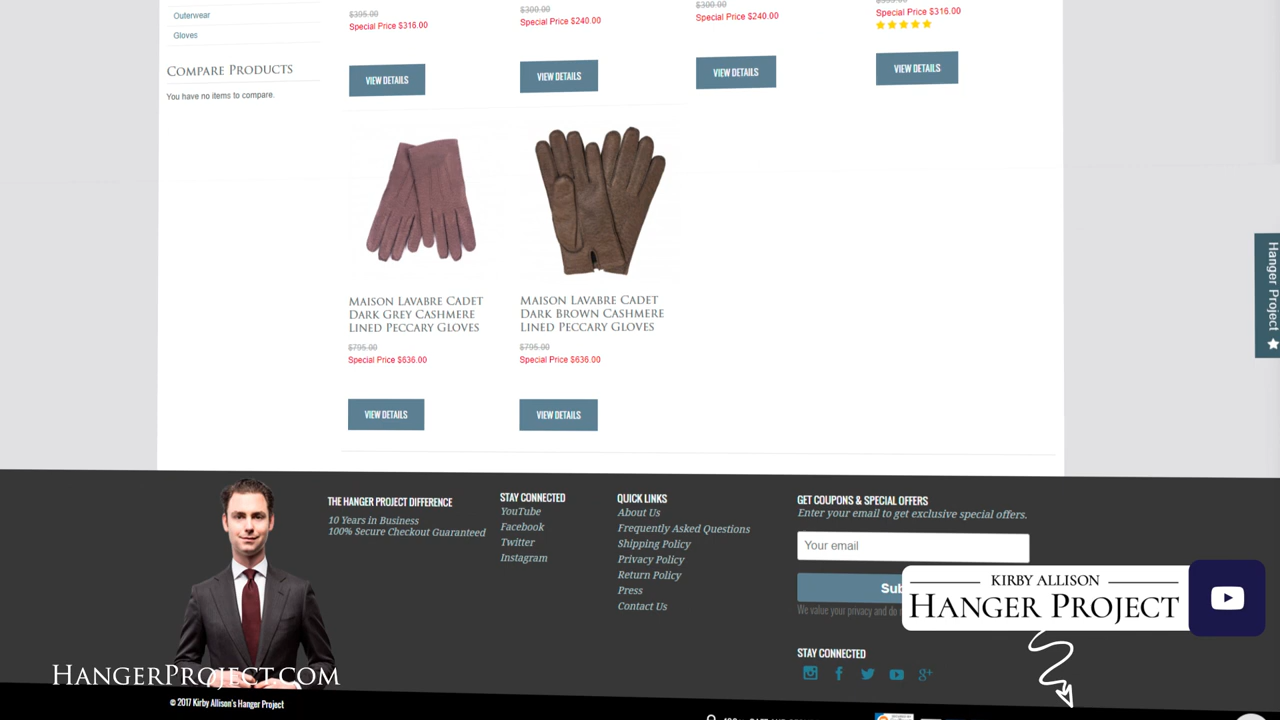 Outerwear
Gloves
COMPARE PRODUCTS
You have no items to compare.
$395.00
Special Price $316.00
VIEW DETAILS
$300.00
Special Price $240.00
VIEW DETAILS
$300.00
Special Price $240.00
VIEW DETAILS
Special Price $316.00
VIEW DETAILS
MAISON LAVABRE CADET
DARK GREY CASHMERE
LINED PECCARY GLOVES
$795.00
Special Price $636.00
VIEW DETAILS
MAISON LAVABRE CADET
DARK BROWN CASHMERE
LINED PECCARY GLOVES
$795.00
Special Price $636.00
VIEW DETAILS
Hanger Project
THE HANGER PROJECT DIFFERENCE
10 Years in Business
100% Secure Checkout Guaranteed
STAY CONNECTED
YouTube
Facebook
Twitter
Instagram
QUICK LINKS
About Us
Frequently Asked Questions
Shipping Policy
Privacy Policy
Return Policy
Press
Contact Us
GET COUPONS & SPECIAL OFFERS
Enter your email to get exclusive special offers.
Your email
We value your privacy and do
KIRBY ALLISON
HANGER PROJECT
STAY CONNECTED
HANGERPROJECT.COM
© 2017 Kirby Allison's Hanger Project